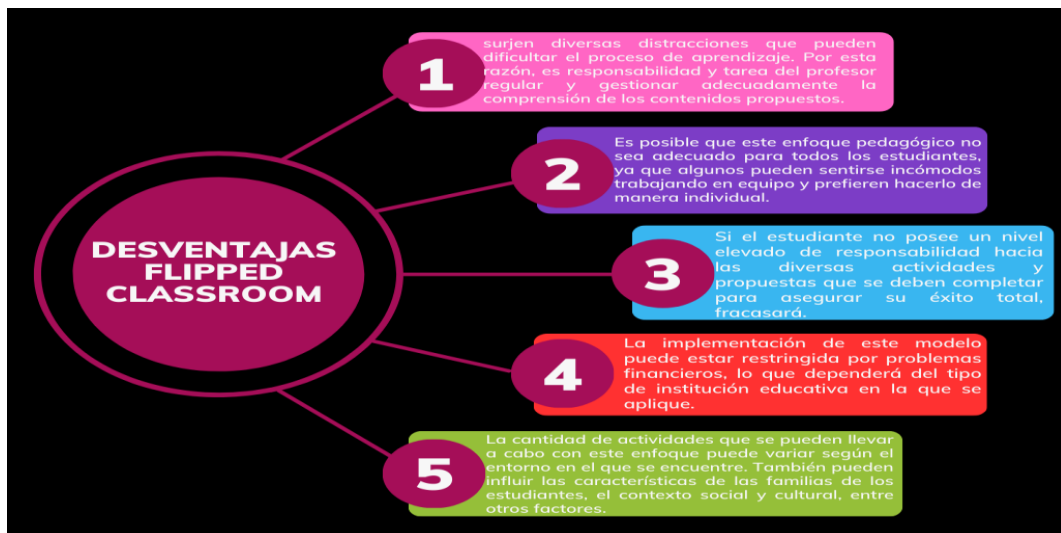 DESVENTAJAS
FLIPPED
CLASSROOM
1
surjen diversas distracciones que pueden
dificultar el proceso de aprendizaje. Por esta
razón, es responsabilidad y tarea del profesor
regular y gestionar adecuadamente la
comprensión de los contenidos propuestos.
2
Es posible que este enfoque pedagógico no
sea adecuado para todos los estudiantes,
ya que algunos pueden sentirse incómodos
trabajando en equipo y prefieren hacerlo de
manera individual.
3
Si el estudiante no posee un nivel
elevado de responsabilidad hacia
las diversas actividades y
propuestas que se deben completar
para asegurar su éxito total,
fracasará.
4
La implementación de este modelo
puede estar restringida por problemas
financieros, lo que dependerá del tipo
de institución educativa en la que se
aplique.
5
La cantidad de actividades que se pueden llevar
a cabo con este enfoque puede variar según el
entorno en el que se encuentre. También pueden
influir las características de las familias de los
estudiantes, el contexto social y cultural, entre
otros factores.